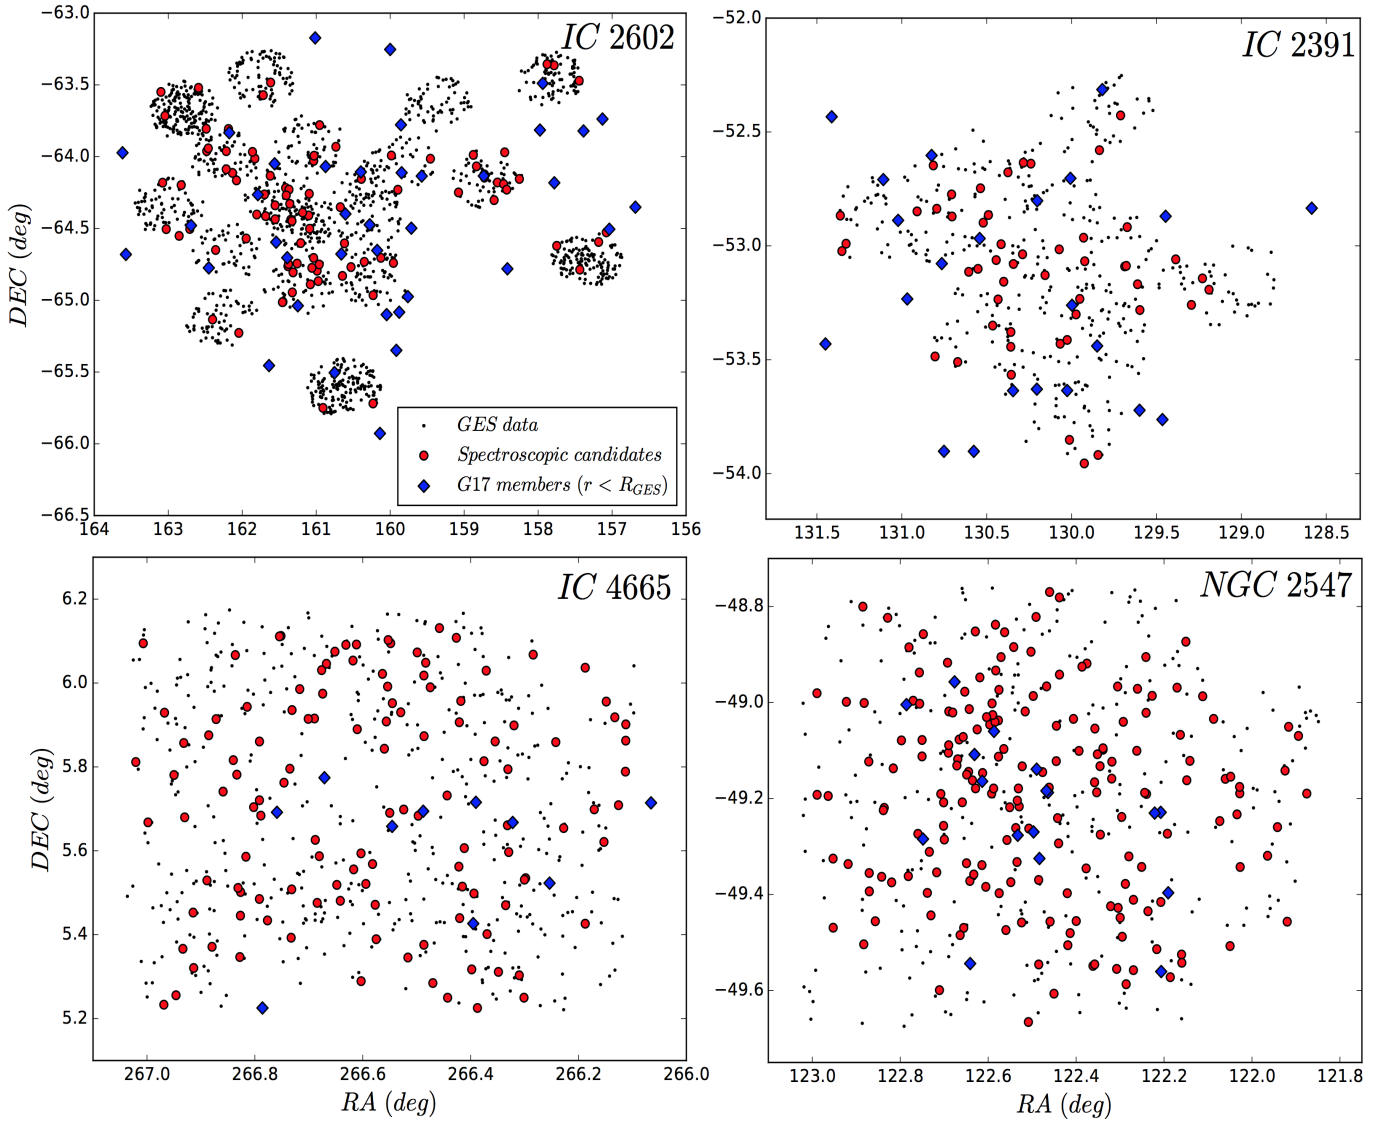 IC 2602
−63.0
−63.5
−64.0
−64.5
−65.0
−65.5
−66.0
−66.5
DEC (deg)
GES data
Spectroscopic candidates
G17 members (r < R_GES)
164 163 162 161 160 159 158 157 156
IC 2391
−52.0
−52.5
−53.0
−53.5
−54.0
131.5 131.0 130.5 130.0 129.5 129.0 128.5
IC 4665
6.2
6.0
5.8
5.6
5.4
5.2
DEC (deg)
267.0 266.8 266.6 266.4 266.2 266.0
RA (deg)
NGC 2547
−48.8
−49.0
−49.2
−49.4
−49.6
123.0 122.8 122.6 122.4 122.2 122.0 121.8
RA (deg)